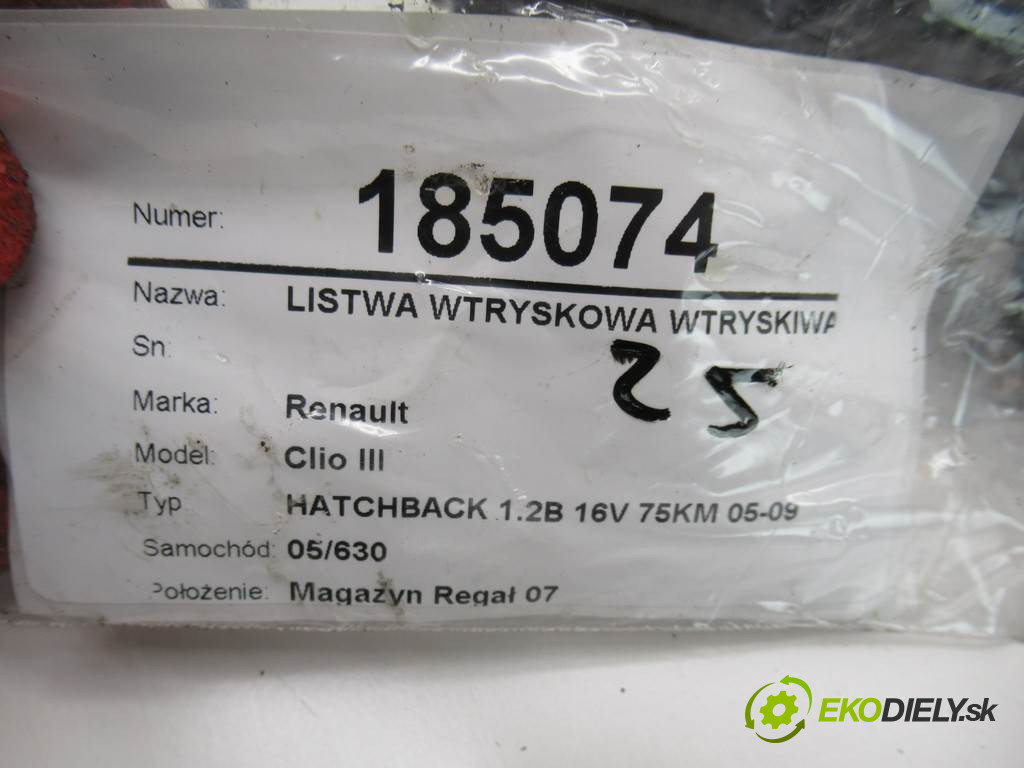 Numer: 185074
Nazwa: LISTWA WTRYSKOWA WTRYSKIWA
Sn:
25
Marka: Renault
Model: Clio III
Typ HATCHBACK 1.2B 16V 75KM 05-09
Samochód: 05/630
Położenie: Magazyn Regał 07
EKODIELY.sk